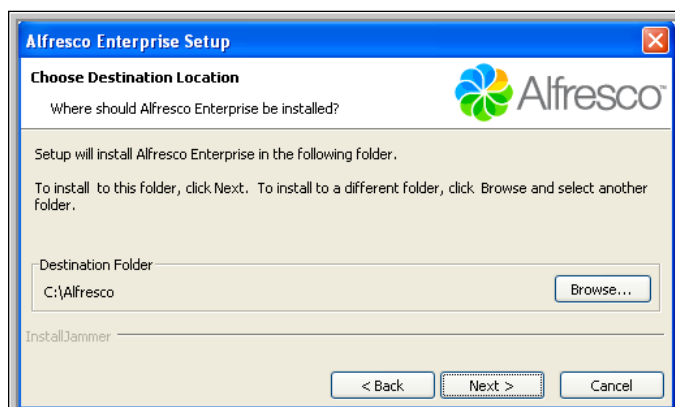 Alfresco Enterprise Setup
Choose Destination Location
Where should Alfresco Enterprise be installed?
Alfresco™
Setup will install Alfresco Enterprise in the following folder.
To install to this folder, click Next. To install to a different folder, click Browse and select another
folder.
Destination Folder
C:\Alfresco
Browse...
InstallJammer
< Back
Next >
Cancel